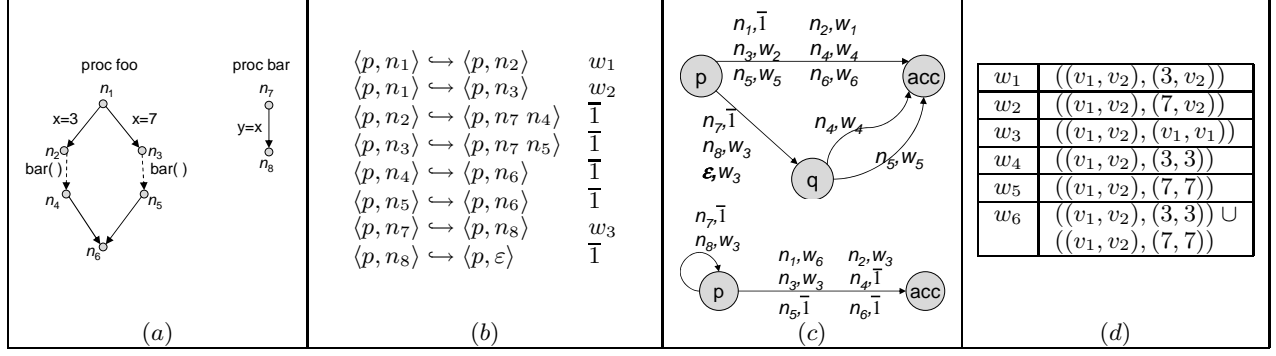 proc foo
proc bar
n₁
n₇
x=3
x=7
y=x
n₂
n₃
n₈
bar( )
bar( )
n₄
n₅
n₆
(a)
⟨p, n₁⟩ ↪ ⟨p, n₂⟩ w₁
⟨p, n₁⟩ ↪ ⟨p, n₃⟩ w₂
⟨p, n₂⟩ ↪ ⟨p, n₇ n₄⟩ 1̅
⟨p, n₃⟩ ↪ ⟨p, n₇ n₅⟩ 1̅
⟨p, n₄⟩ ↪ ⟨p, n₆⟩ 1̅
⟨p, n₅⟩ ↪ ⟨p, n₆⟩ 1̅
⟨p, n₇⟩ ↪ ⟨p, n₈⟩ w₃
⟨p, n₈⟩ ↪ ⟨p, ε⟩ 1̅
(b)
n₁,1̅ n₂,w₁
n₃,w₂ n₄,w₄
p
acc
n₅,w₅ n₆,w₆
n₇,1̅
n₈,w₃
ε,w₃
n₄,w₄
n₅,w₅
q
n₇,1̅
n₈,w₃
n₁,w₆ n₂,w₃
n₃,w₃ n₄,1̅
p
acc
n₅,1̅ n₆,1̅
(c)
w₁ ((v₁, v₂), (3, v₂))
w₂ ((v₁, v₂), (7, v₂))
w₃ ((v₁, v₂), (v₁, v₁))
w₄ ((v₁, v₂), (3, 3))
w₅ ((v₁, v₂), (7, 7))
w₆ ((v₁, v₂), (3, 3)) ∪
((v₁, v₂), (7, 7))
(d)